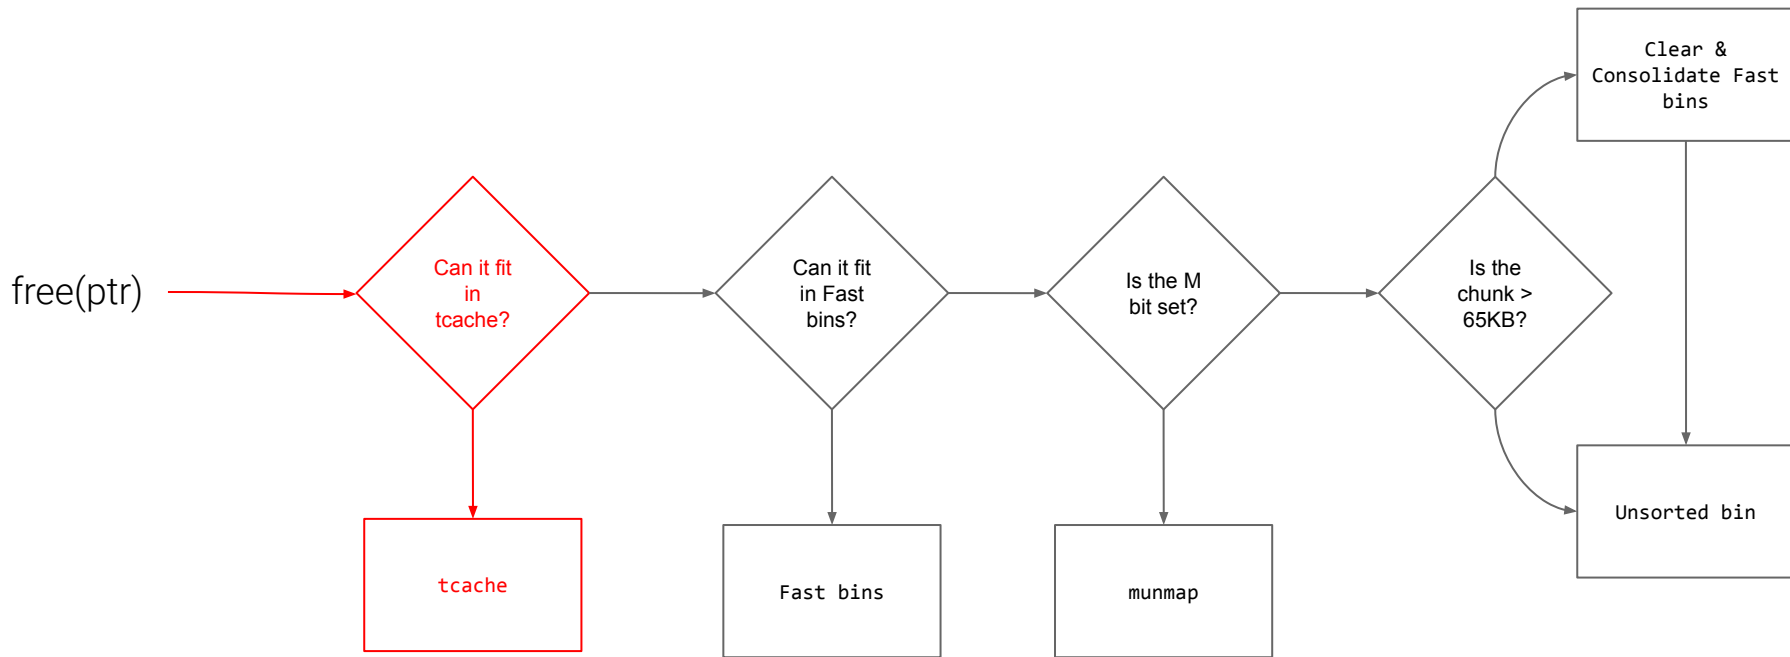 Clear &
Consolidate Fast
bins
free(ptr)
Can it fit
in
tcache?
Can it fit
in Fast
bins?
Is the M
bit set?
Is the
chunk >
65KB?
tcache
Fast bins
munmap
Unsorted bin